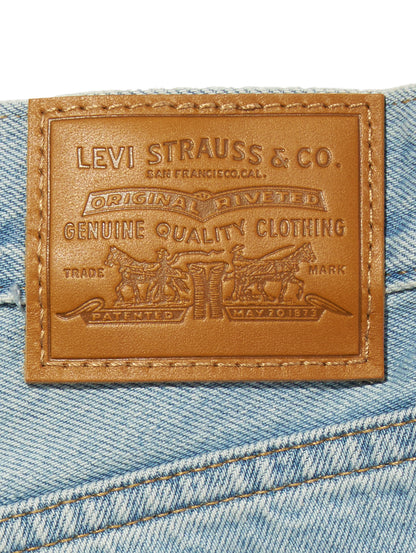 LEVI STRAUSS & CO.
SAN FRANCISCO, CAL.
ORIGINAL RIVETED
GENUINE QUALITY CLOTHING
TRADE MARK
PATENTED MAY 20 1873